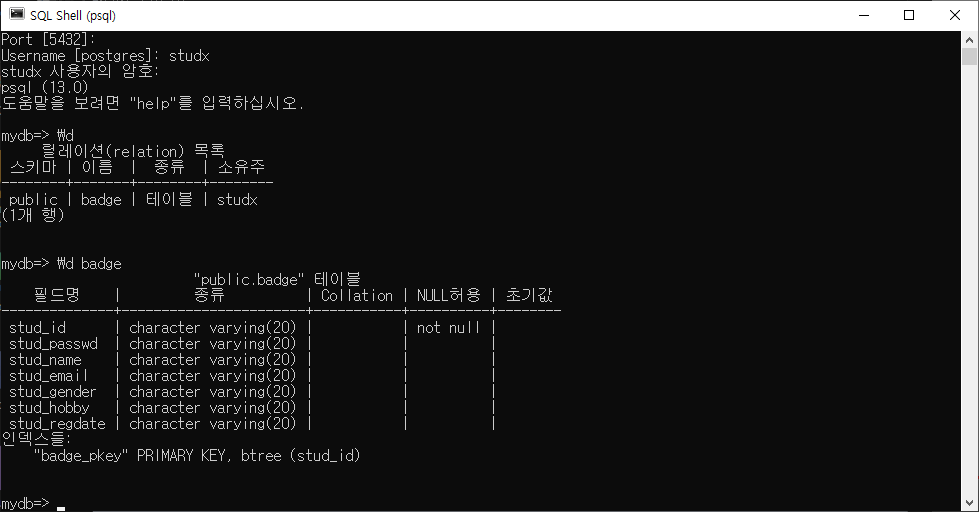 SQL Shell (psql)
Port [5432]:
Username [postgres]: studx
studx 사용자의 암호:
psql (13.0)
도움말을 보려면 "help"를 입력하십시오.
mydb=> ₩d
릴레이션(relation) 목록
스키마 | 이름 | 종류 | 소유주
--------+-------+--------+--------
public | badge | 테이블 | studx
(1개 행)
mydb=> ₩d badge
"public.badge" 테이블
필드명 | 종류 | Collation | NULL허용 | 초기값
--------------+-----------------------+-----------+----------+--------
stud_id | character varying(20) | | not null |
stud_passwd | character varying(20) | | |
stud_name | character varying(20) | | |
stud_email | character varying(20) | | |
stud_gender | character varying(20) | | |
stud_hobby | character varying(20) | | |
stud_regdate | character varying(20) | | |
인덱스들:
"badge_pkey" PRIMARY KEY, btree (stud_id)
mydb=>